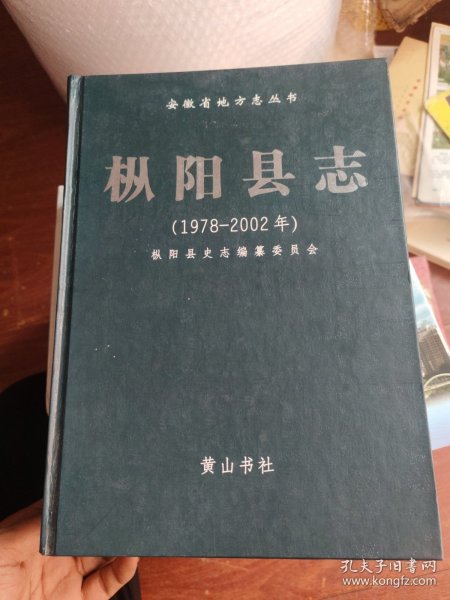 安徽省地方志丛书
枞阳县志
(1978-2002年)
枞阳县史志编纂委员会
黄山书社
孔夫子旧书网
www.kongfz.com